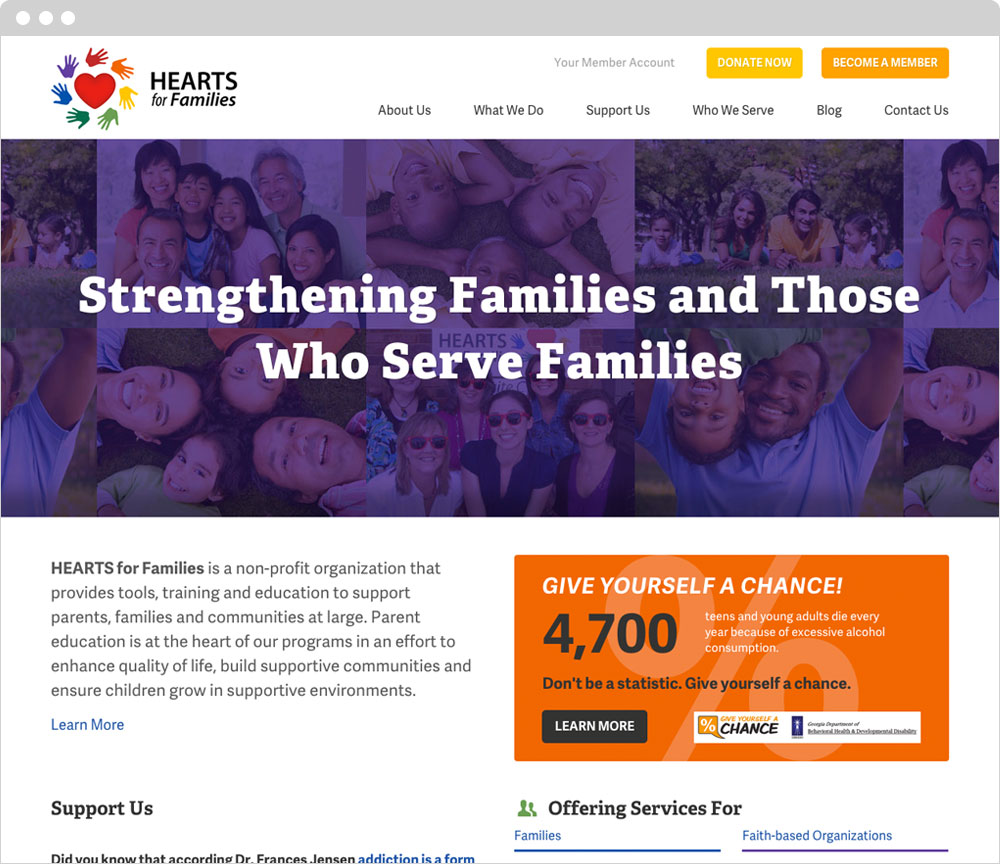 HEARTS
for Families
Your Member Account
DONATE NOW
BECOME A MEMBER
About Us
What We Do
Support Us
Who We Serve
Blog
Contact Us
Strengthening Families and Those
Who Serve Families
HEARTS
HEARTS for Families is a non-profit organization that
provides tools, training and education to support
parents, families and communities at large. Parent
education is at the heart of our programs in an effort to
enhance quality of life, build supportive communities and
ensure children grow in supportive environments.
Learn More
GIVE YOURSELF A CHANCE!
4,700
teens and young adults die every
year because of excessive alcohol
consumption.
Don't be a statistic. Give yourself a chance.
LEARN MORE
%
GIVE YOURSELF A
CHANCE
Georgia Department of
Behavioral Health & Developmental Disability
Support Us
Did you know that according Dr. Frances Jensen addiction is a form
Offering Services For
Families
Faith-based Organizations